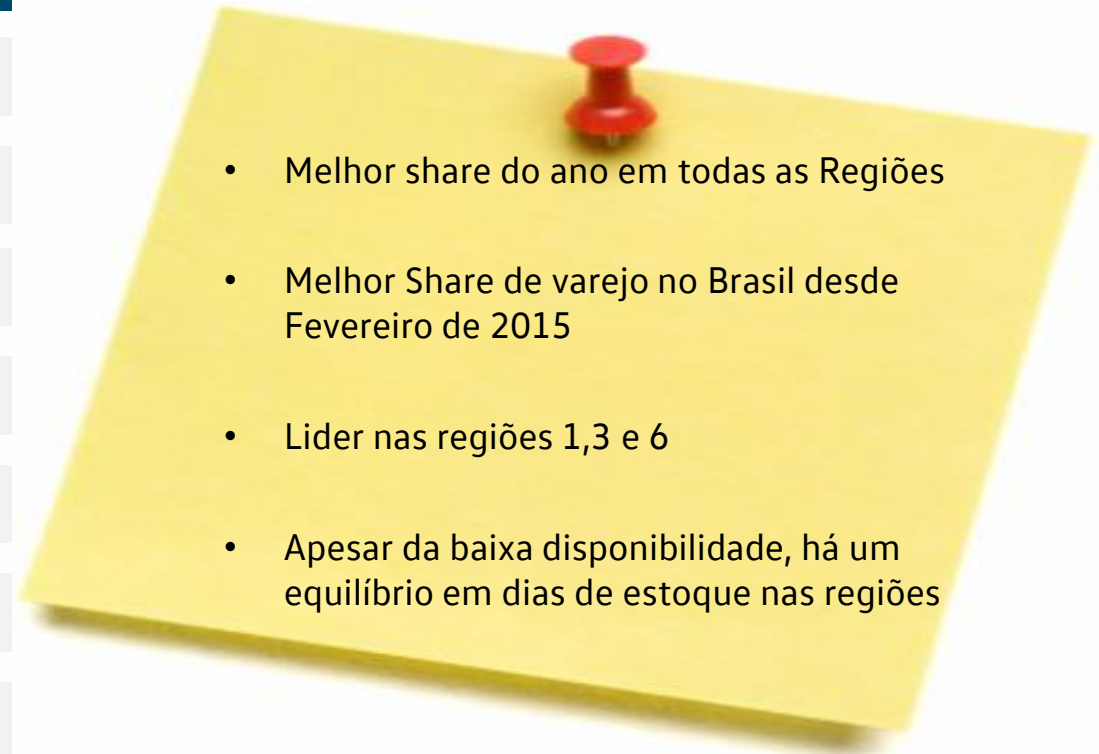 • Melhor share do ano em todas as Regiões
• Melhor Share de varejo no Brasil desde
Fevereiro de 2015
• Lider nas regiões 1,3 e 6
• Apesar da baixa disponibilidade, há um
equilíbrio em dias de estoque nas regiões